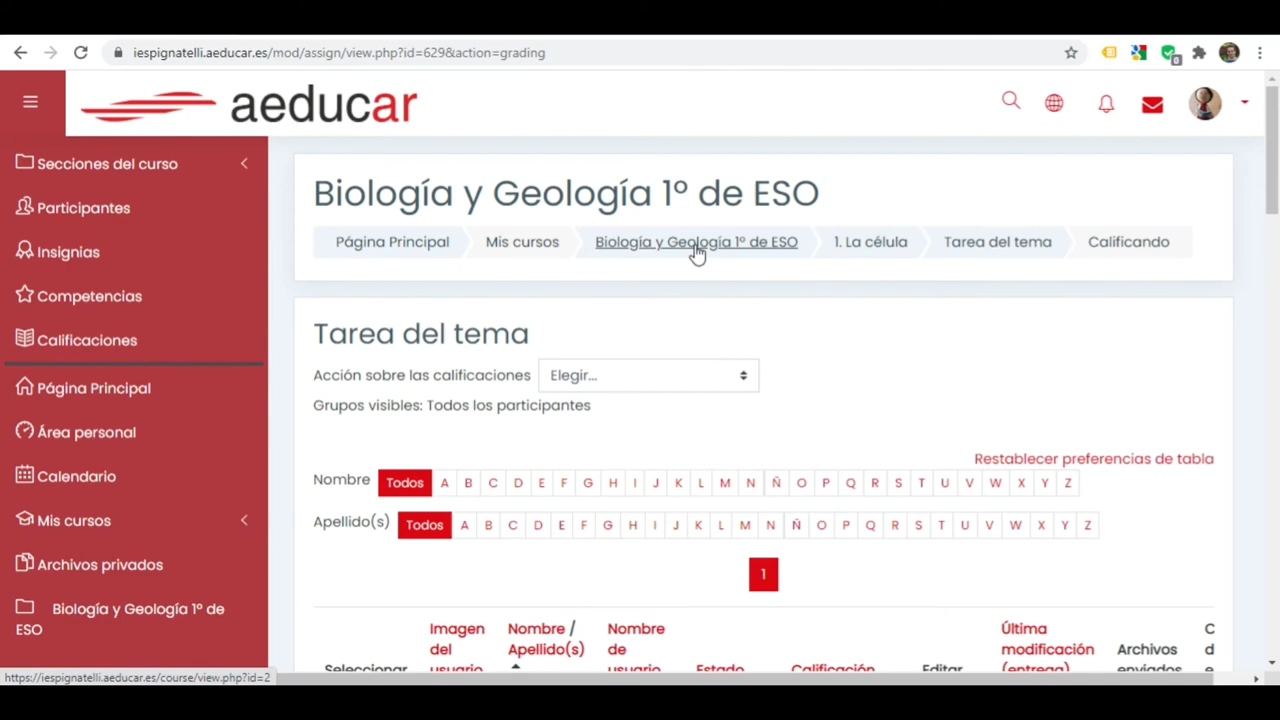 iespignatelli.aeducar.es/mod/assign/view.php?id=629&action=grading
0
aeducar
Secciones del curso
Participantes
Insignias
Competencias
Calificaciones
Página Principal
Área personal
Calendario
Mis cursos
Archivos privados
Biología y Geología 1º de
ESO
Biología y Geología 1º de ESO
Página Principal Mis cursos Biología y Geología 1º de ESO 1. La célula Tarea del tema Calificando
Tarea del tema
Acción sobre las calificaciones Elegir...
Grupos visibles: Todos los participantes
Restablecer preferencias de tabla
Nombre Todos A B C D E F G H I J K L M N Ñ O P Q R S T U V W X Y Z
Apellido(s) Todos A B C D E F G H I J K L M N Ñ O P Q R S T U V W X Y Z
1
Imagen Nombre / Nombre Última C
del Apellido(s) de modificación Archivos d
Seleccionar usuario usuario Estado Calificación Editar (entrega) enviados e
https://iespignatelli.aeducar.es/course/view.php?id=2